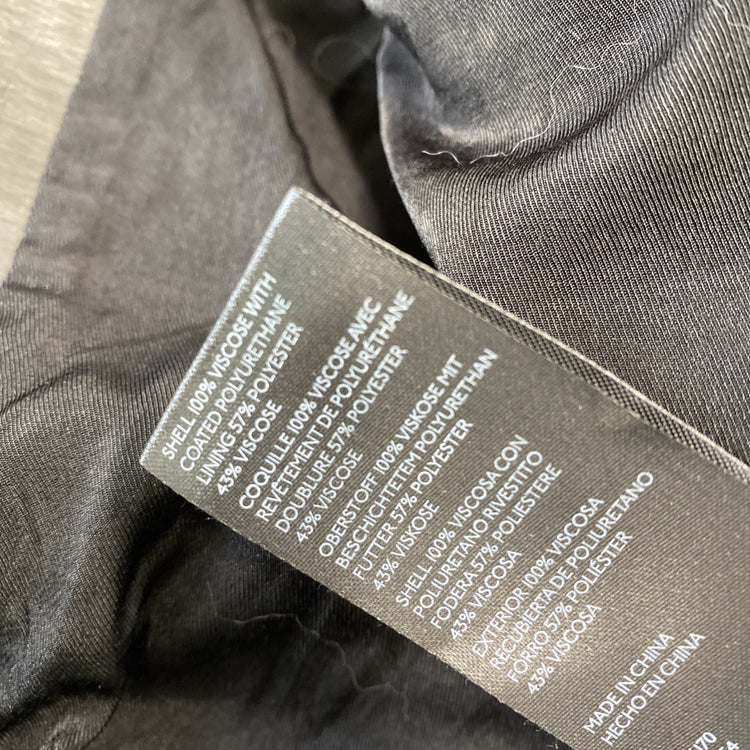 SHELL 100% VISCOSE WITH
COATED POLYURETHANE
LINING 57% POLYESTER
43% VISCOSE
COQUILLE 100% VISCOSE AVEC
REVÊTEMENT DE POLYURÉTHANE
DOUBLURE 57% POLYESTER
43% VISCOSE
OBERSTOFF 100% VISKOSE MIT
BESCHICHTETEM POLYURETHAN
FUTTER 57% POLYESTER
43% VISKOSE
SHELL 100% VISCOSA CON
POLIURETANO RIVESTITO
FODERA 57% POLIESTERE
43% VISCOSA
EXTERIOR 100% VISCOSA
RECUBIERTA DE POLIURETANO
FORRO 57% POLIÉSTER
43% VISCOSA
MADE IN CHINA
HECHO EN CHINA